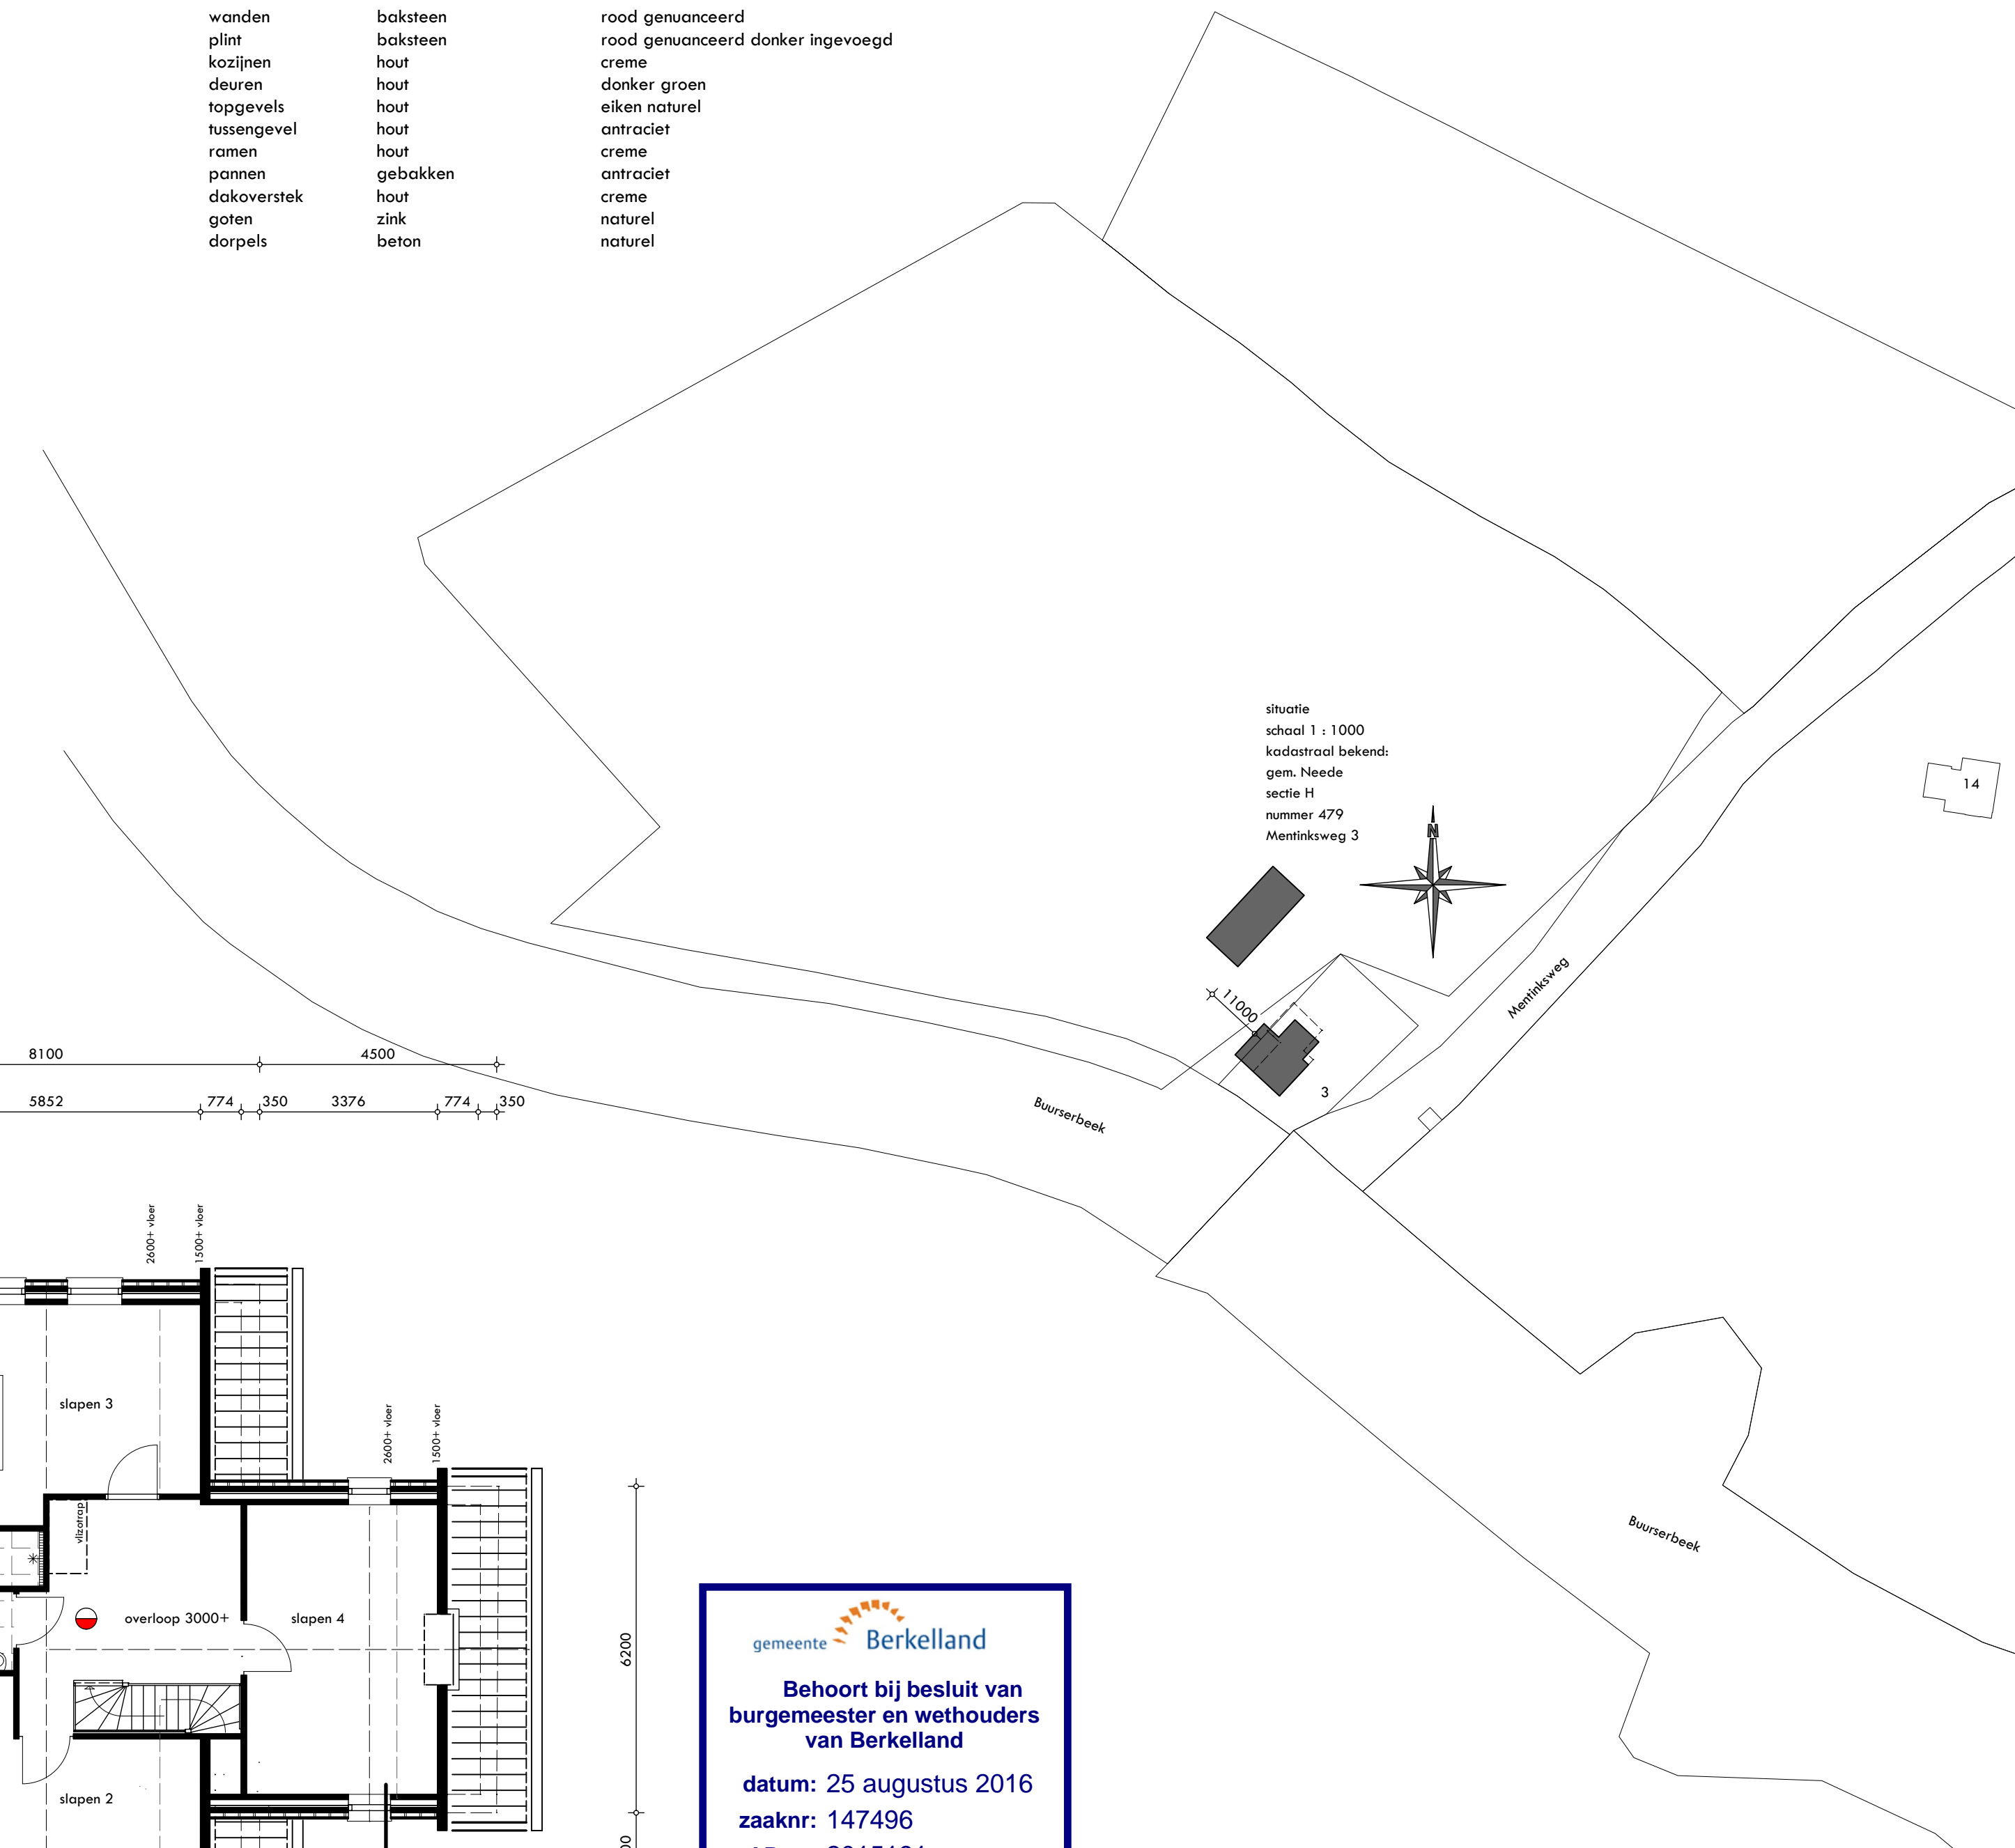 wanden baksteen rood genuanceerd
plint baksteen rood genuanceerd donker ingevoegd
kozijnen hout creme
deuren hout donker groen
topgevels hout eiken naturel
tussengevel hout antraciet
ramen hout creme
pannen gebakken antraciet
dakoverstek hout creme
goten zink naturel
dorpels beton naturel
situatie
schaal 1 : 1000
kadastraal bekend:
gem. Neede
sectie H
nummer 479
Mentinksweg 3
N
14
11000
Mentinksweg
3
Buurserbeek
Buurserbeek
8100 4500
5852 774 350 3376 774 350
2600+ vloer
1500+ vloer
slapen 3
2600+ vloer
1500+ vloer
vlizotrap
overloop 3000+
slapen 4
slapen 2
6200
gemeente Berkelland
Behoort bij besluit van
burgemeester en wethouders
van Berkelland
datum: 25 augustus 2016
zaaknr: 147496